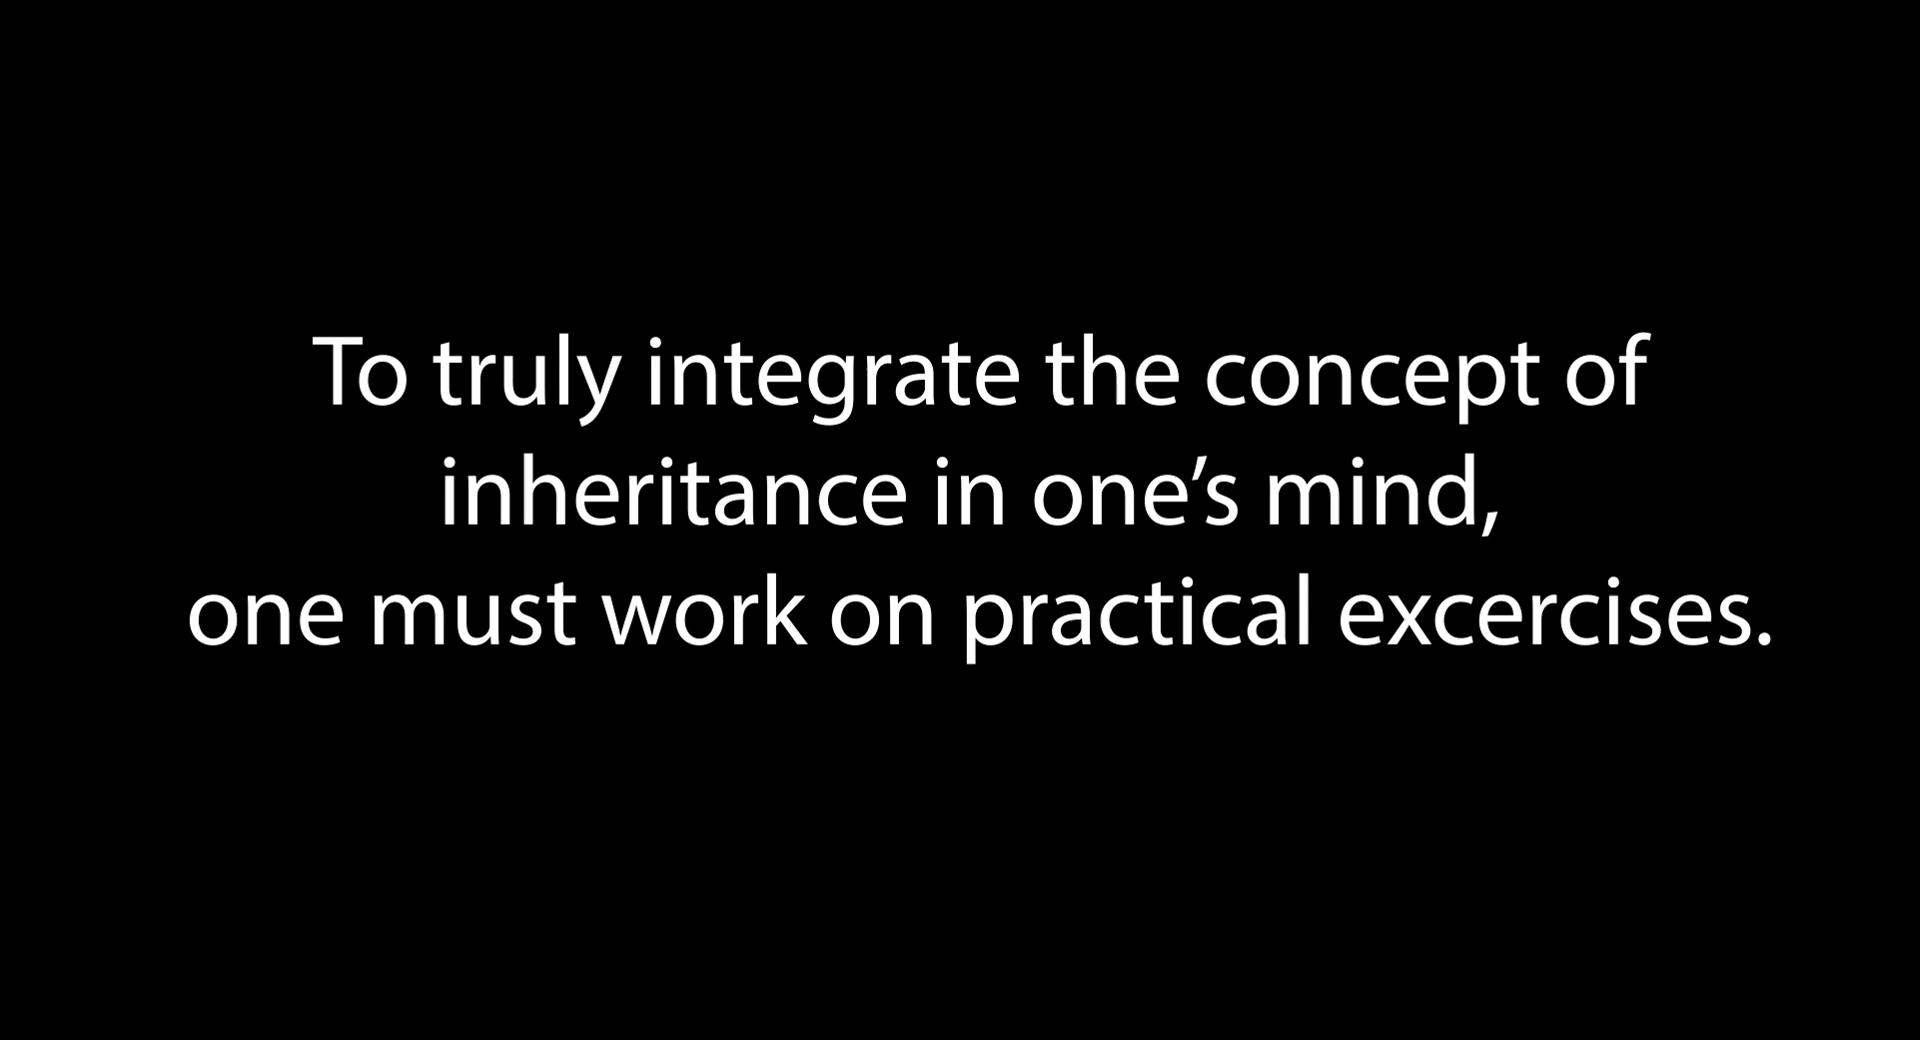 To truly integrate the concept of
inheritance in one’s mind,
one must work on practical excercises.